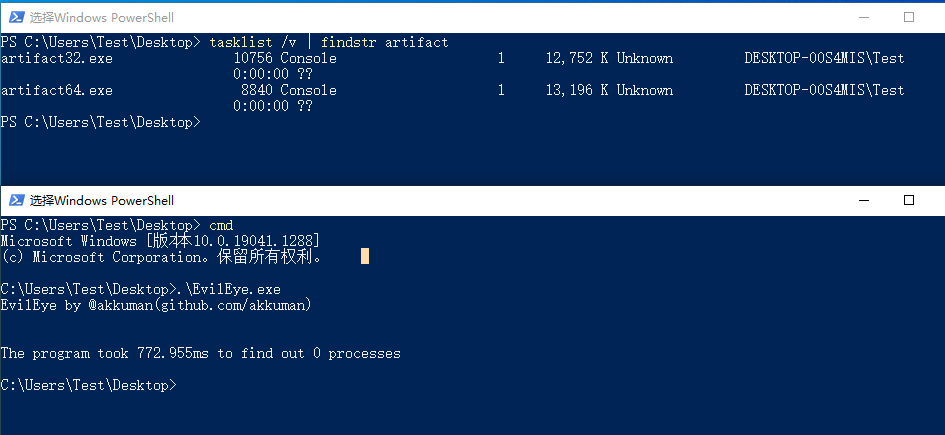 选择Windows PowerShell
PS C:\Users\Test\Desktop> tasklist /v | findstr artifact
artifact32.exe 10756 Console 1 12,752 K Unknown DESKTOP-00S4MIS\Test
0:00:00 ??
artifact64.exe 8840 Console 1 13,196 K Unknown DESKTOP-00S4MIS\Test
0:00:00 ??
PS C:\Users\Test\Desktop>
选择Windows PowerShell
PS C:\Users\Test\Desktop> cmd
Microsoft Windows [版本10.0.19041.1288]
(c) Microsoft Corporation。保留所有权利。
C:\Users\Test\Desktop>.\EvilEye.exe
EvilEye by @akkuman(github.com/akkuman)
The program took 772.955ms to find out 0 processes
C:\Users\Test\Desktop>